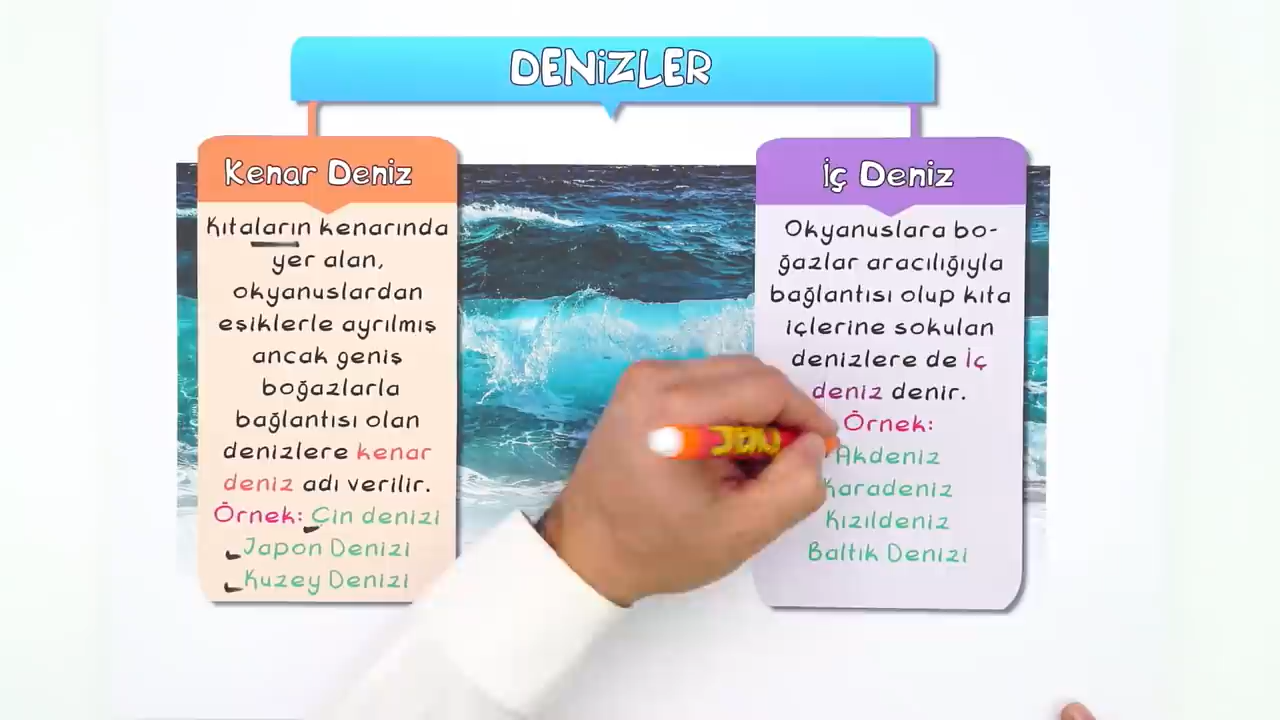 DENİZLER
Kenar Deniz
Kıtaların kenarında
yer alan,
okyanuslardan
eşiklerle ayrılmış
ancak geniş
boğazlarla
bağlantısı olan
denizlere kenar
deniz adı verilir.
Örnek: Çin denizi
Japon Denizi
Kuzey Denizi
İç Deniz
Okyanuslara bo-
ğazlar aracılığıyla
bağlantısı olup kıta
içlerine sokulan
denizlere de İç
deniz denir.
Örnek:
Akdeniz
Karadeniz
Kızıldeniz
Baltık Denizi